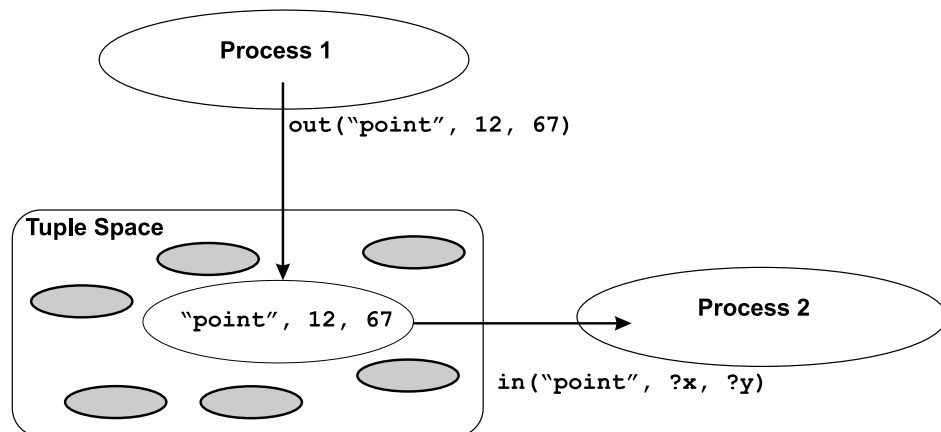 Process 1
out(“point”, 12, 67)
Tuple Space
“point”, 12, 67
Process 2
in(“point”, ?x, ?y)